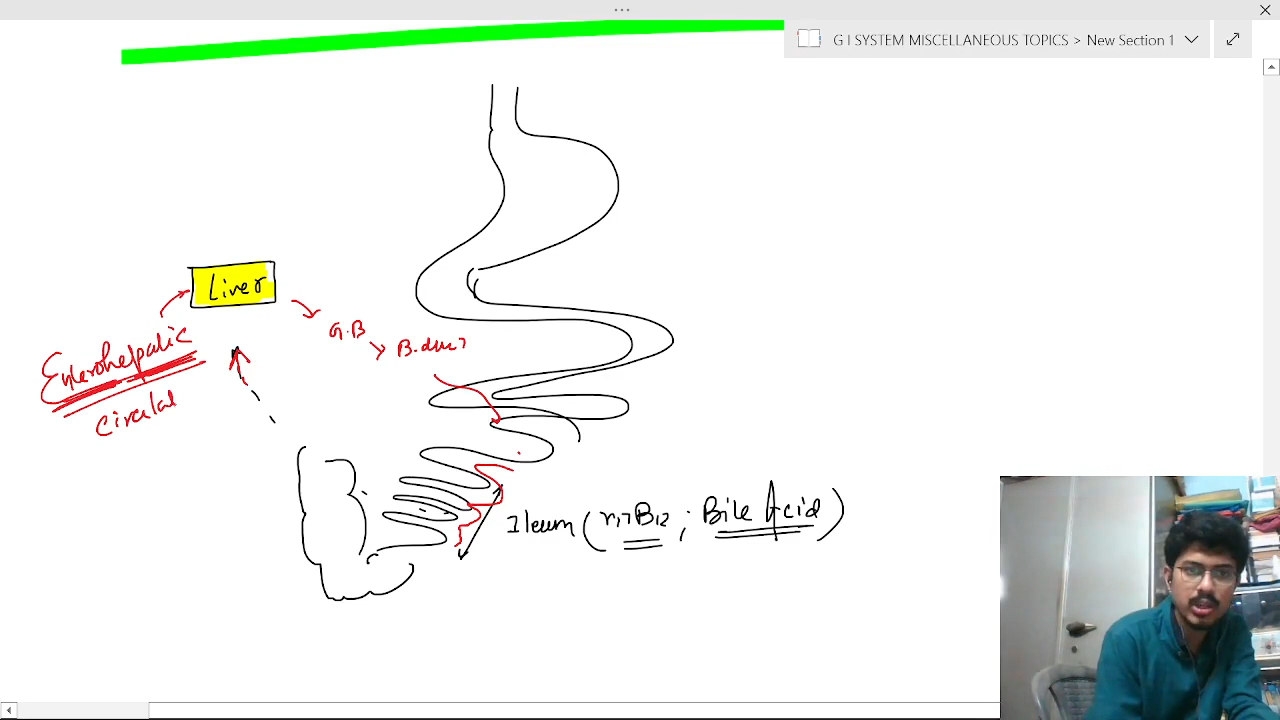 G I SYSTEM MISCELLANEOUS TOPICS > New Section 1
Liver
G.B
B.duct
Enterohepatic
Circulat
Ileum (Vit B12; Bile Acid)